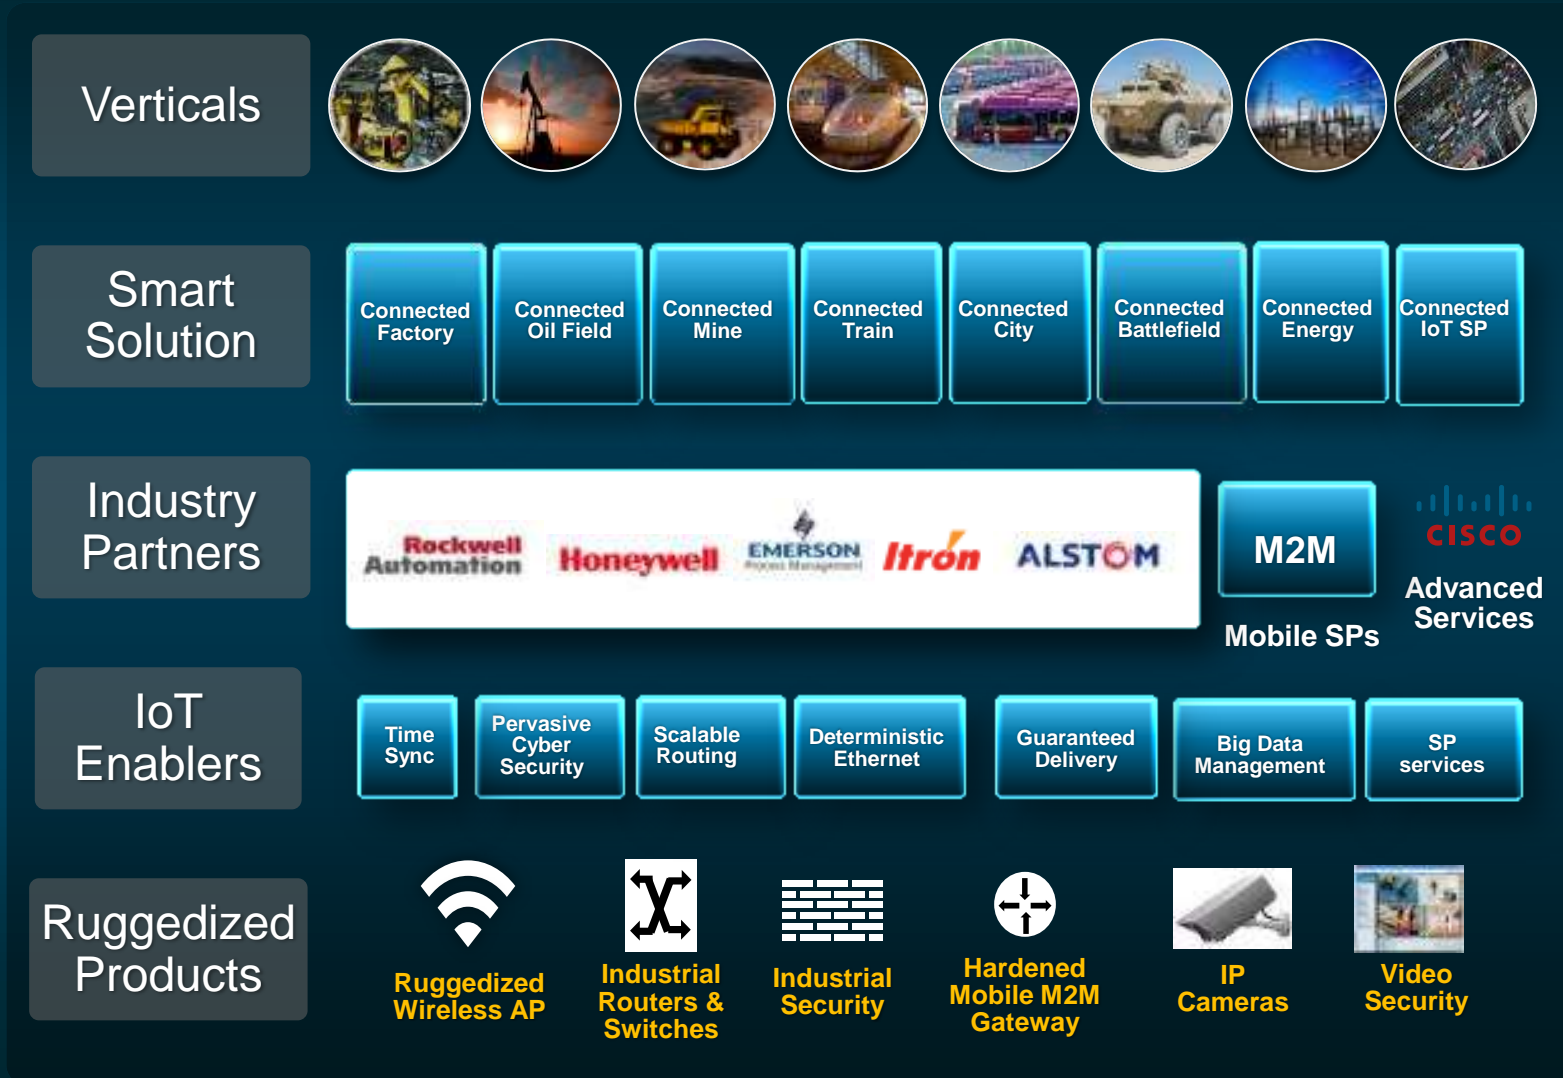 Verticals
Smart
Solution
Connected
Factory
Connected
Oil Field
Connected
Mine
Connected
Train
Connected
City
Connected
Battlefield
Connected
Energy
Connected
IoT SP
Industry
Partners
Rockwell
Automation
Honeywell
EMERSON
Process Management
Itron
ALSTOM
M2M
Mobile SPs
CISCO
Advanced
Services
IoT
Enablers
Time
Sync
Pervasive
Cyber
Security
Scalable
Routing
Deterministic
Ethernet
Guaranteed
Delivery
Big Data
Management
SP
services
Ruggedized
Products
Ruggedized
Wireless AP
Industrial
Routers &
Switches
Industrial
Security
Hardened
Mobile M2M
Gateway
IP
Cameras
Video
Security